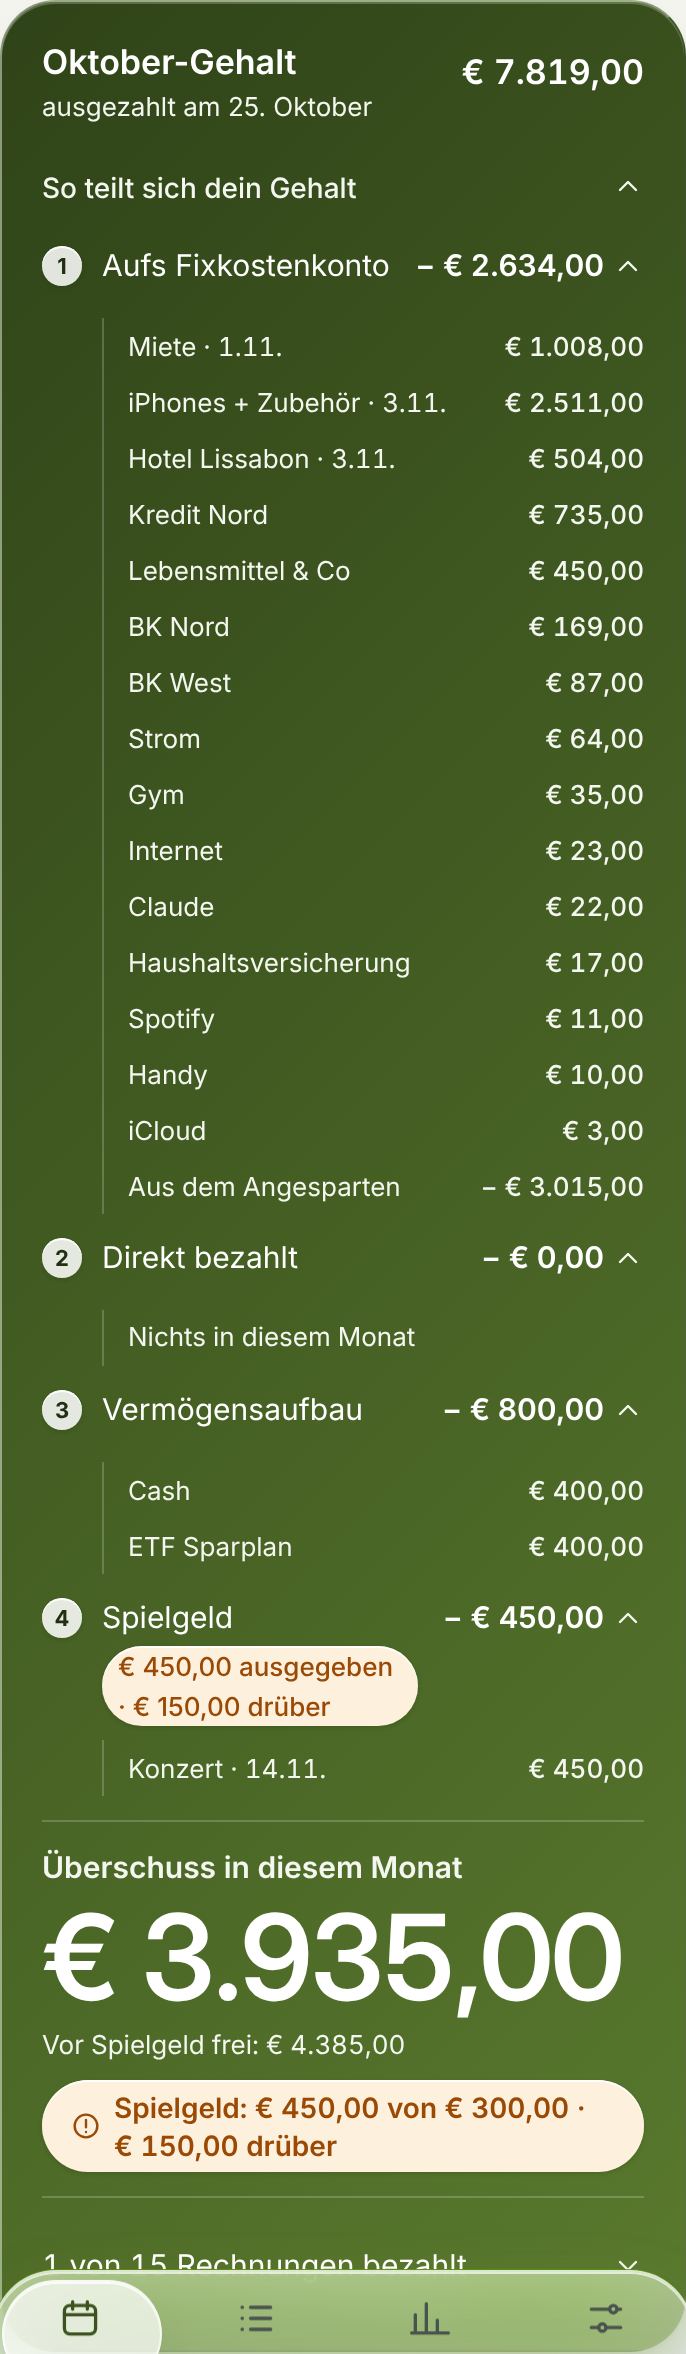 Oktober-Gehalt
€ 7.819,00
ausgezahlt am 25. Oktober
So teilt sich dein Gehalt
1 Aufs Fixkostenkonto – € 2.634,00
Miete · 1.11. € 1.008,00
iPhones + Zubehör · 3.11. € 2.511,00
Hotel Lissabon · 3.11. € 504,00
Kredit Nord € 735,00
Lebensmittel & Co € 450,00
BK Nord € 169,00
BK West € 87,00
Strom € 64,00
Gym € 35,00
Internet € 23,00
Claude € 22,00
Haushaltsversicherung € 17,00
Spotify € 11,00
Handy € 10,00
iCloud € 3,00
Aus dem Angesparten – € 3.015,00
2 Direkt bezahlt – € 0,00
Nichts in diesem Monat
3 Vermögensaufbau – € 800,00
Cash € 400,00
ETF Sparplan € 400,00
4 Spielgeld – € 450,00
€ 450,00 ausgegeben
· € 150,00 drüber
Konzert · 14.11. € 450,00
Überschuss in diesem Monat
€ 3.935,00
Vor Spielgeld frei: € 4.385,00
Spielgeld: € 450,00 von € 300,00 ·
€ 150,00 drüber
1 von 15 Rechnungen bezahlt